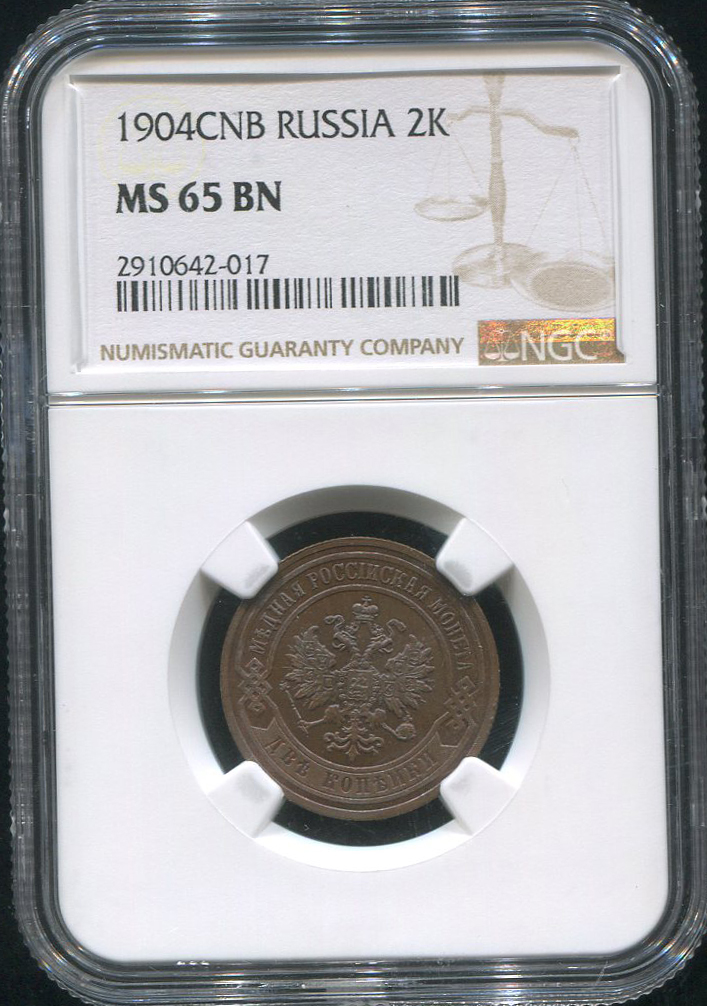 1904CNB RUSSIA 2K
MS 65 BN
2910642-017
NUMISMATIC GUARANTY COMPANY
NGC
МѢДНАЯ РОССІЙСКАЯ МОНЕТА
ДВѢ КОПѢЙКИ